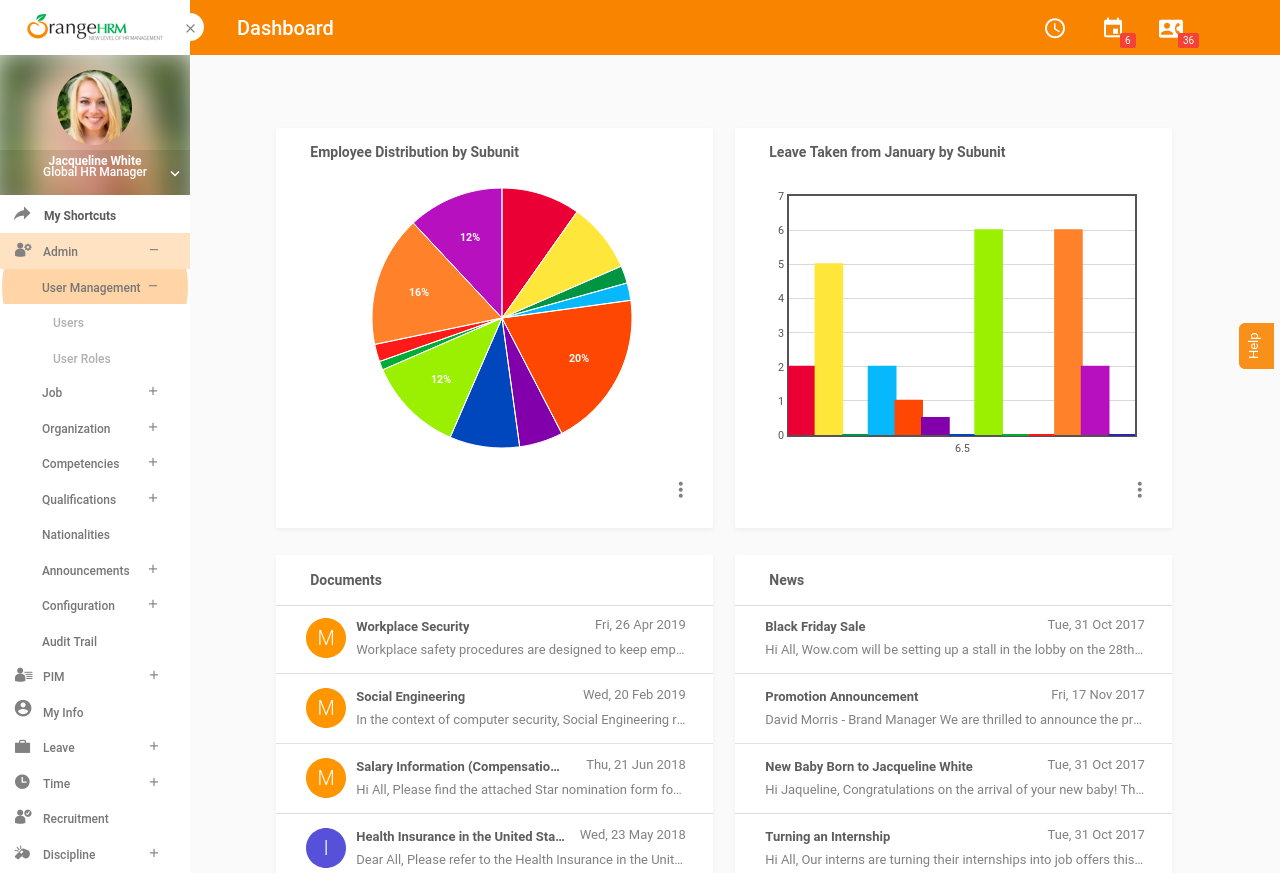 OrangeHRM
NEW LEVEL OF HR MANAGEMENT
Dashboard
6
36
Jacqueline White
Global HR Manager
My Shortcuts
Admin
User Management
Users
User Roles
Job
Organization
Competencies
Qualifications
Nationalities
Announcements
Configuration
Audit Trail
PIM
My Info
Leave
Time
Recruitment
Discipline
Employee Distribution by Subunit
12%
16%
20%
12%
Leave Taken from January by Subunit
7
6
5
4
3
2
1
0
6.5
Help
Documents
M
Workplace Security
Fri, 26 Apr 2019
Workplace safety procedures are designed to keep emp...
M
Social Engineering
Wed, 20 Feb 2019
In the context of computer security, Social Engineering r...
M
Salary Information (Compensatio...
Thu, 21 Jun 2018
Hi All, Please find the attached Star nomination form fo...
I
Health Insurance in the United Sta...
Wed, 23 May 2018
Dear All, Please refer to the Health Insurance in the Unit...
News
Black Friday Sale
Tue, 31 Oct 2017
Hi All, Wow.com will be setting up a stall in the lobby on the 28th...
Promotion Announcement
Fri, 17 Nov 2017
David Morris - Brand Manager We are thrilled to announce the pr...
New Baby Born to Jacqueline White
Tue, 31 Oct 2017
Hi Jaqueline, Congratulations on the arrival of your new baby! Th...
Turning an Internship
Tue, 31 Oct 2017
Hi All, Our interns are turning their internships into job offers this...